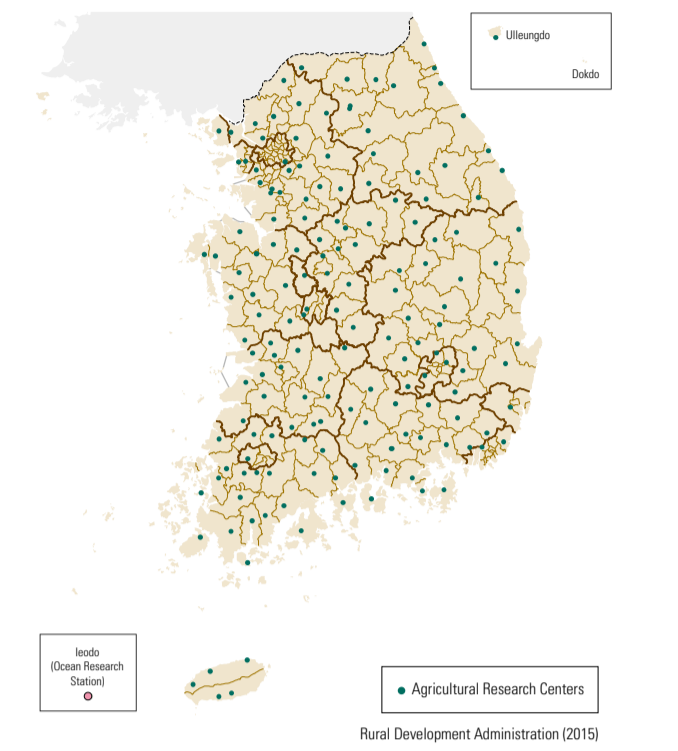 Ulleungdo
Dokdo
Ieodo
(Ocean Research
Station)
Agricultural Research Centers
Rural Development Administration (2015)